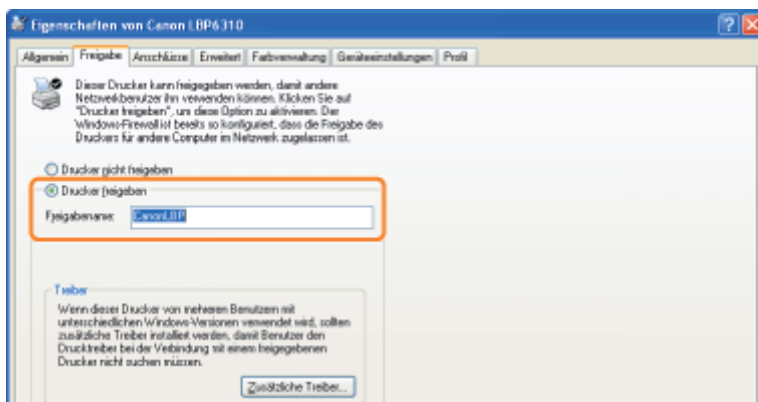 Eigenschaften von Canon LBP6310
Allgemein Freigabe Anschlüsse Erweitert Farbverwaltung Geräteeinstellungen Profil
Dieser Drucker kann freigegeben werden, damit andere
Netzwerkbenutzer ihn verwenden können. Klicken Sie auf
"Drucker freigeben", um diese Option zu aktivieren. Der
Windows-Firewall ist bereits so konfiguriert, dass die Freigabe des
Druckers für andere Computer im Netzwerk zugelassen ist.
Drucker nicht freigeben
Drucker freigeben
Freigabename: CanonLBP
Treiber
Wenn dieser Drucker von mehreren Benutzern mit
unterschiedlichen Windows-Versionen verwendet wird, sollten
zusätzliche Treiber installiert werden, damit Benutzer den
Drucktreiber bei der Verbindung mit einem freigegebenen
Drucker nicht suchen müssen.
Zusätzliche Treiber...